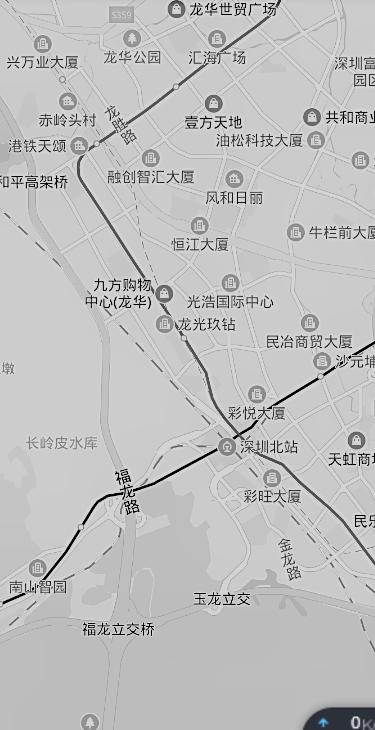 龙华世贸广场
S359
兴万业大厦
龙华公园
汇海广场
深圳富
园区
赤岭头村
龙胜路
壹方天地
共和商业
港铁天颂
油松科技大厦
和平高架桥
融创智汇大厦
风和日丽
恒江大厦
牛栏前大厦
九方购物
中心(龙华)
光浩国际中心
龙光玖钻
民治商贸大厦
沙元埔
墩
彩悦大厦
长岭皮水库
深圳北站
天虹商场
福龙路
彩旺大厦
民乐
金龙路
南山智园
玉龙立交
福龙立交桥
0